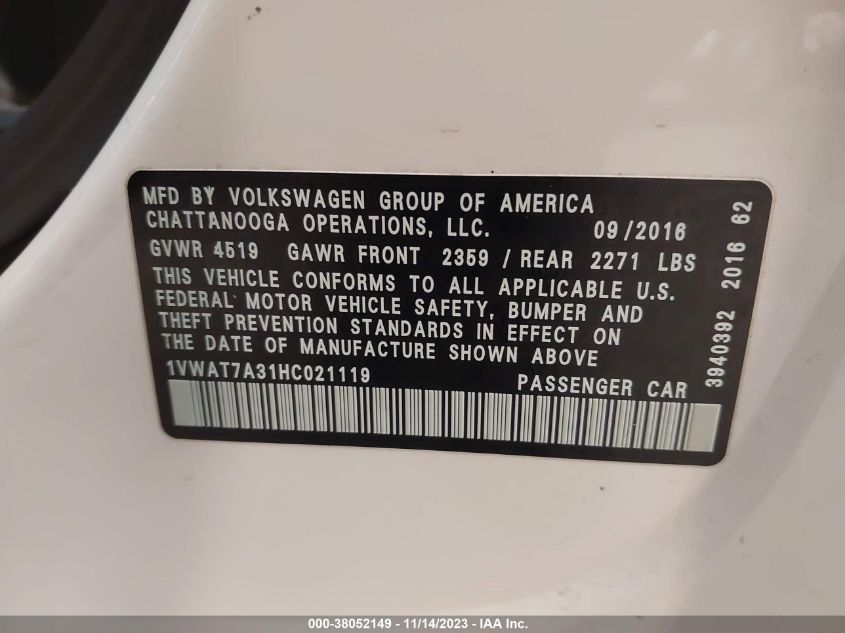 MFD BY VOLKSWAGEN GROUP OF AMERICA
CHATTANOOGA OPERATIONS, LLC. 09/2016
GVWR 4519 GAWR FRONT 2359 / REAR 2271 LBS
THIS VEHICLE CONFORMS TO ALL APPLICABLE U.S.
FEDERAL MOTOR VEHICLE SAFETY, BUMPER AND
THEFT PREVENTION STANDARDS IN EFFECT ON
THE DATE OF MANUFACTURE SHOWN ABOVE
1VWAT7A31HC021119 PASSENGER CAR
3940392 2016 62
000-38052149 - 11/14/2023 - IAA Inc.